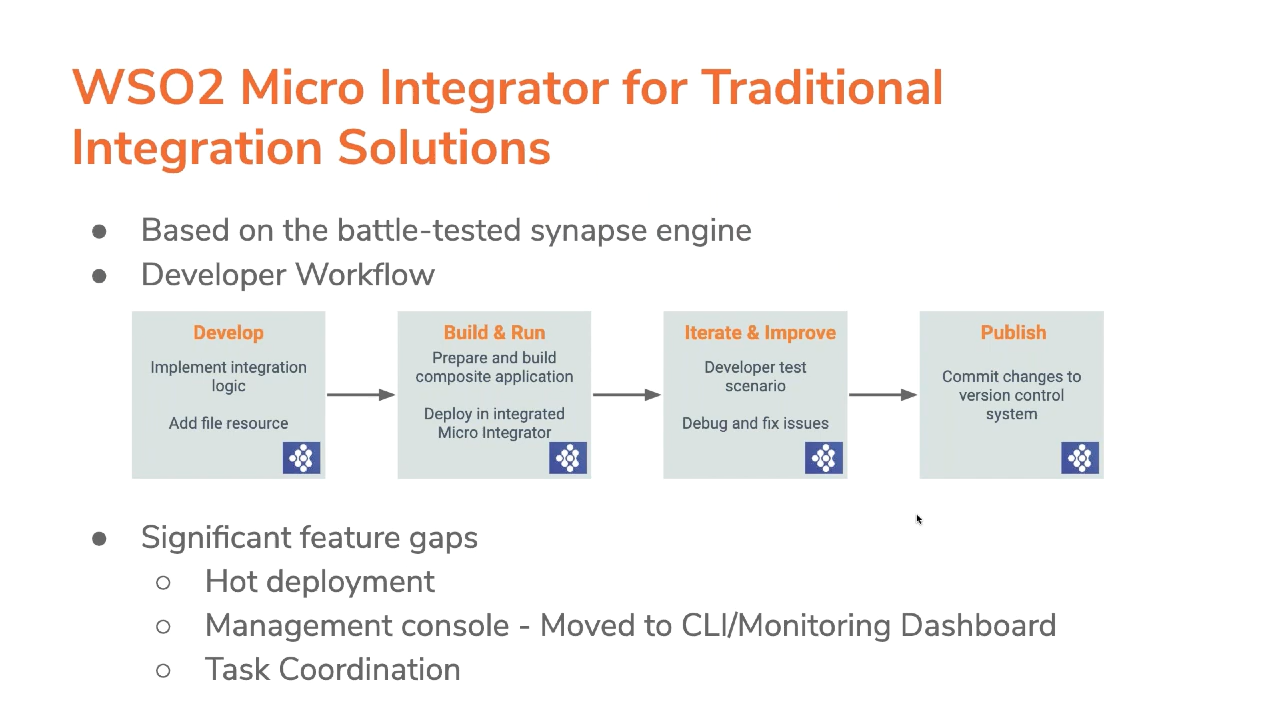 WSO2 Micro Integrator for Traditional
Integration Solutions
● Based on the battle-tested synapse engine
● Developer Workflow
Develop
Implement integration
logic
Add file resource
Build & Run
Prepare and build
composite application
Deploy in integrated
Micro Integrator
Iterate & Improve
Developer test
scenario
Debug and fix issues
Publish
Commit changes to
version control
system
● Significant feature gaps
○ Hot deployment
○ Management console - Moved to CLI/Monitoring Dashboard
○ Task Coordination